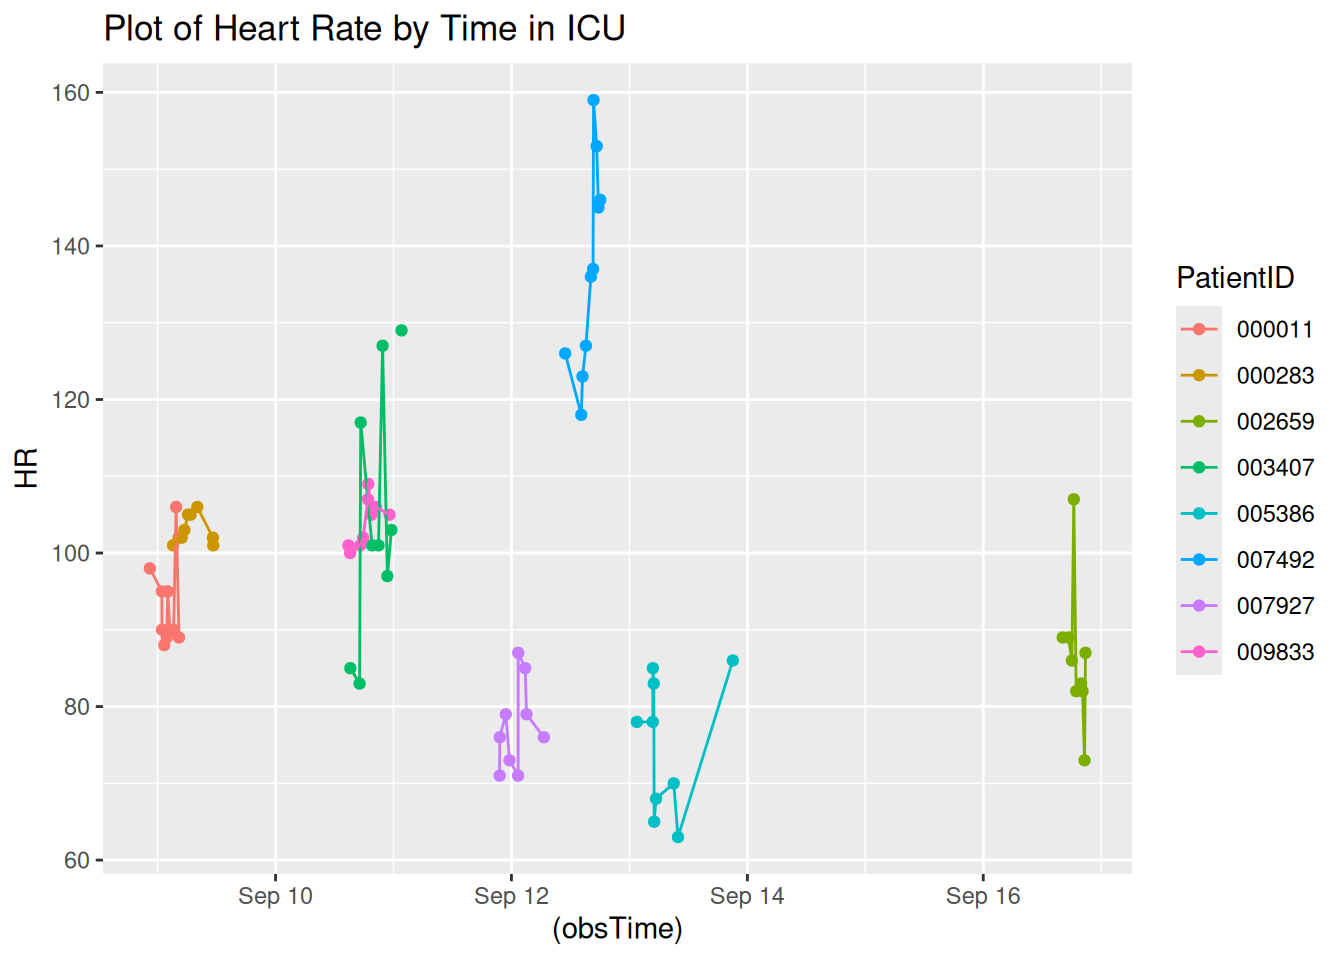 Plot of Heart Rate by Time in ICU
160
140
120
100
80
60
HR
Sep 10
Sep 12
Sep 14
Sep 16
(obsTime)
PatientID
000011
000283
002659
003407
005386
007492
007927
009833